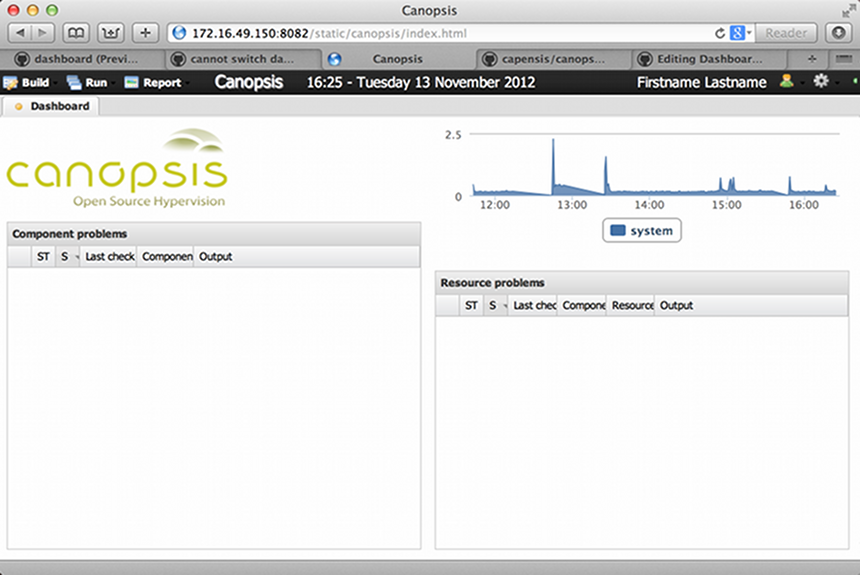 Canopsis
172.16.49.150:8082/static/canopsis/index.html
Reader
dashboard (Previ...
cannot switch da...
Canopsis
capensis/canops...
Editing Dashboar...
Build
Run
Report
Canopsis
16:25 - Tuesday 13 November 2012
Firstname Lastname
Dashboard
canopsis
Open Source Hypervision
2.5
0
12:00 13:00 14:00 15:00 16:00
system
Component problems
ST S Last check Componen Output
Resource problems
ST S Last chec Compone Resource Output